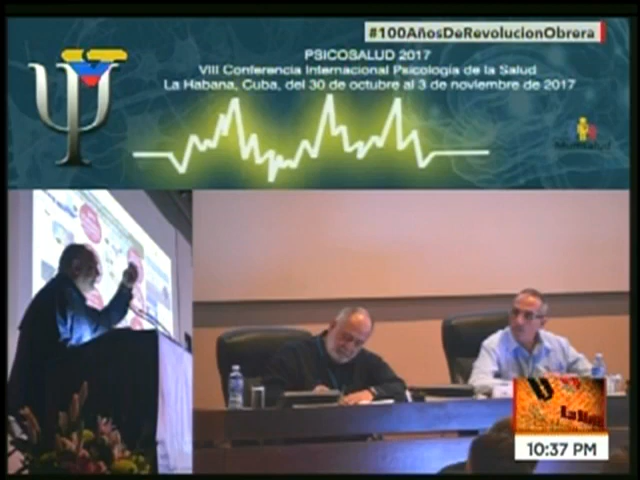 #100AñosDeRevolucionObrera
PSICOSALUD 2017
VIII Conferencia Internacional Psicología de la Salud
La Habana, Cuba, del 30 de octubre al 3 de noviembre de 2017
10:37 PM